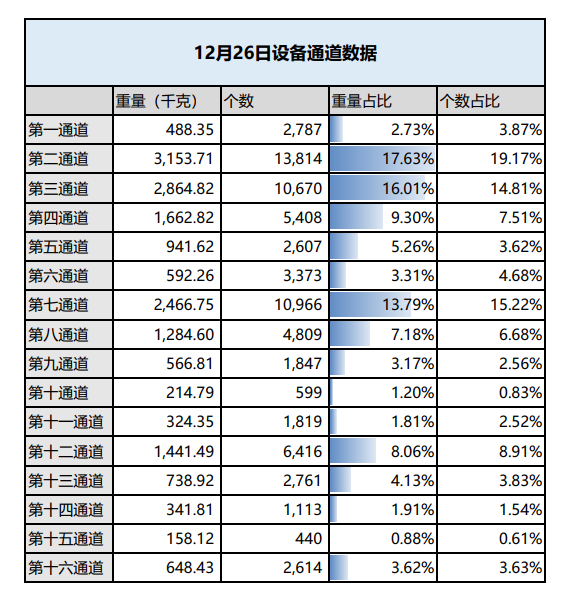 12月26日设备通道数据
重量（千克） 个数 重量占比 个数占比
第一通道 488.35 2,787 2.73% 3.87%
第二通道 3,153.71 13,814 17.63% 19.17%
第三通道 2,864.82 10,670 16.01% 14.81%
第四通道 1,662.82 5,408 9.30% 7.51%
第五通道 941.62 2,607 5.26% 3.62%
第六通道 592.26 3,373 3.31% 4.68%
第七通道 2,466.75 10,966 13.79% 15.22%
第八通道 1,284.60 4,809 7.18% 6.68%
第九通道 566.81 1,847 3.17% 2.56%
第十通道 214.79 599 1.20% 0.83%
第十一通道 324.35 1,819 1.81% 2.52%
第十二通道 1,441.49 6,416 8.06% 8.91%
第十三通道 738.92 2,761 4.13% 3.83%
第十四通道 341.81 1,113 1.91% 1.54%
第十五通道 158.12 440 0.88% 0.61%
第十六通道 648.43 2,614 3.62% 3.63%